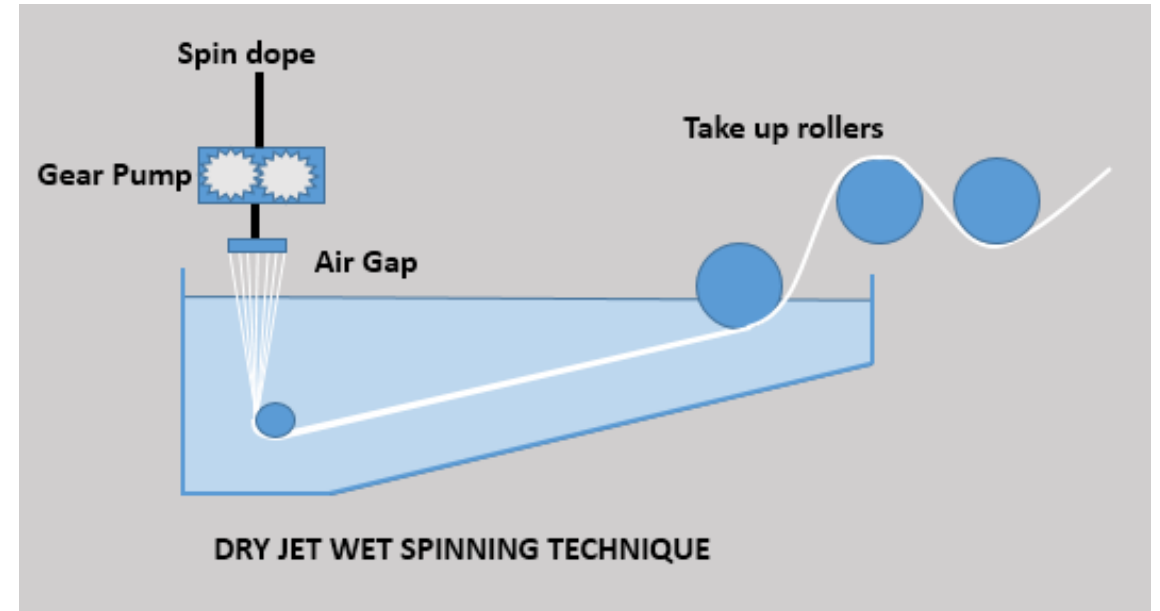 Spin dope
Take up rollers
Gear Pump
Air Gap
DRY JET WET SPINNING TECHNIQUE